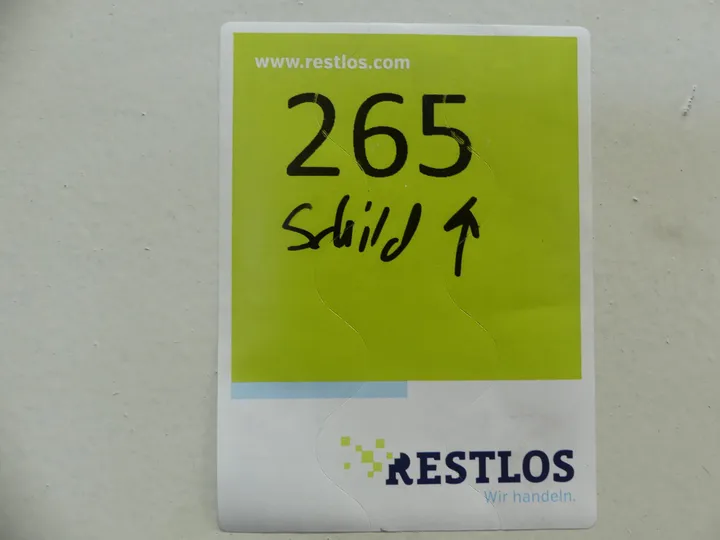 www.restlos.com
265
Schild ↑
RESTLOS
Wir handeln.